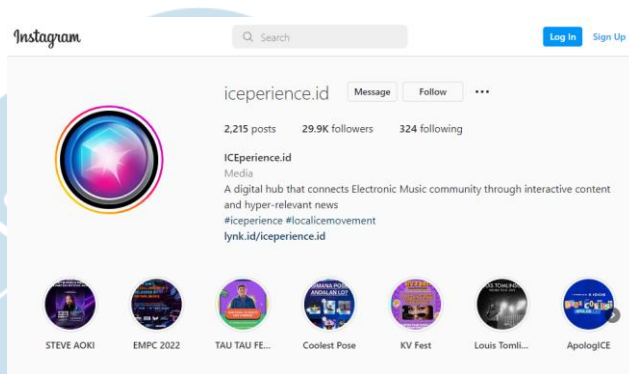 Instagram
Search
Log In
Sign Up
iceperience.id
Message
Follow
2,215 posts
29.9K followers
324 following
ICEperience.id
Media
A digital hub that connects Electronic Music community through interactive content
and hyper-relevant news
#iceperience #localicemovement
lynk.id/iceperience.id
STEVE AOKI
EMPC 2022
TAU TAU FE...
Coolest Pose
KV Fest
Louis Tomli...
ApologICE